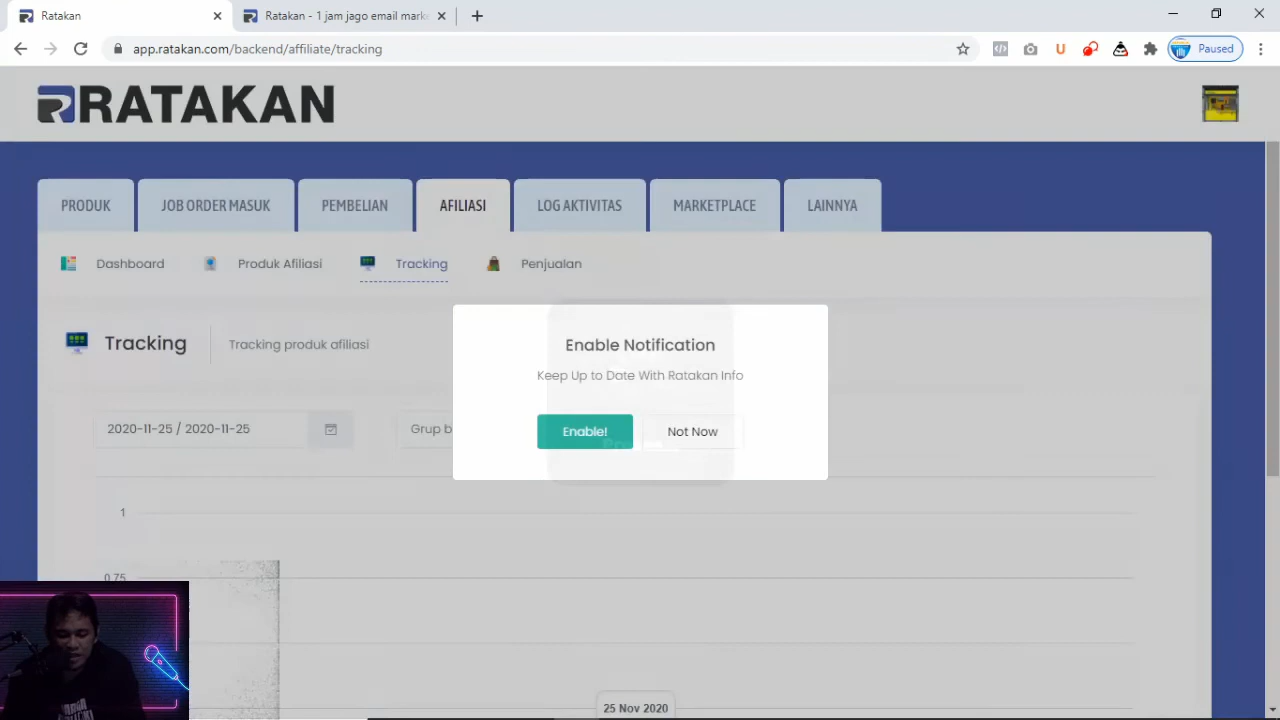 Ratakan
Ratakan - 1 jam jago email marke
app.ratakan.com/backend/affiliate/tracking
Paused
RATAKAN
PRODUK
JOB ORDER MASUK
PEMBELIAN
AFILIASI
LOG AKTIVITAS
MARKETPLACE
LAINNYA
Dashboard
Produk Afiliasi
Tracking
Penjualan
Tracking
Tracking produk afiliasi
Enable Notification
Keep Up to Date With Ratakan Info
Enable!
Not Now
2020-11-25 / 2020-11-25
Grup b
1
0.75
25 Nov 2020